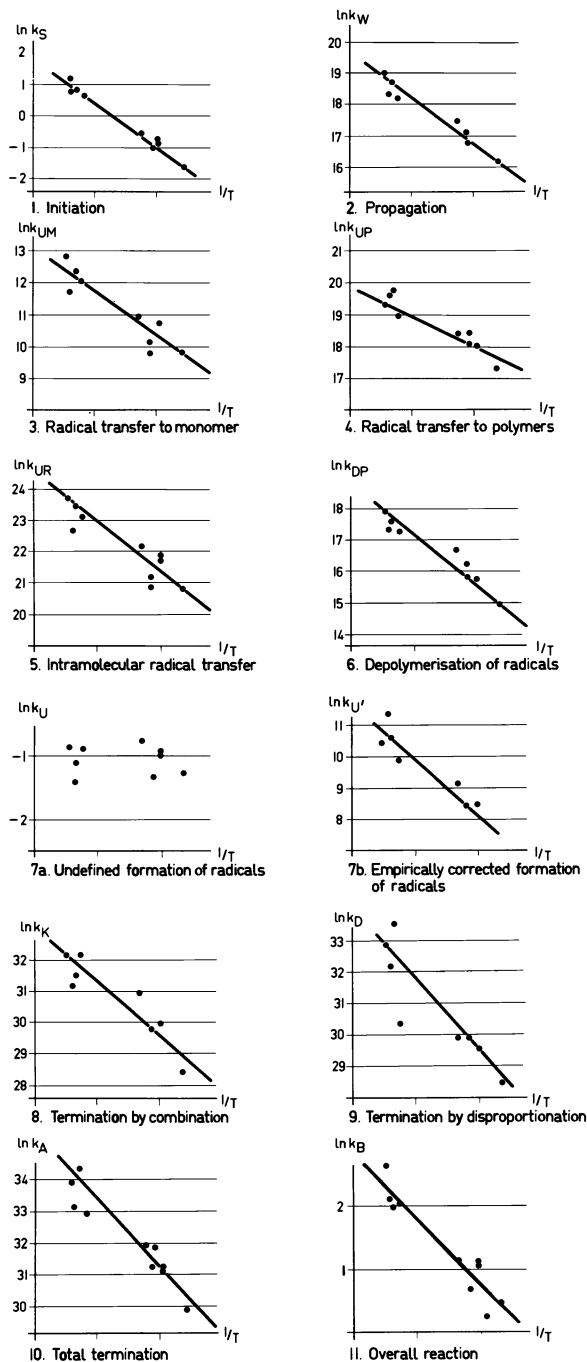 ln kS
2
1
0
−1
−2
1/T
1. Initiation
ln kW
20
19
18
17
16
1/T
2. Propagation
lnkUM
13
12
11
10
9
1/T
3. Radical transfer to monomer
ln kUP
21
20
19
18
17
1/T
4. Radical transfer to polymers
ln kUR
24
23
22
21
20
1/T
5. Intramolecular radical transfer
ln kDP
18
17
16
15
14
1/T
6. Depolymerisation of radicals
ln kU
−1
−2
1/T
7a. Undefined formation of radicals
ln kU'
11
10
9
8
1/T
7b. Empirically corrected formation
of radicals
ln kK
32
31
30
29
28
1/T
8. Termination by combination
ln kD
33
32
31
30
29
28
1/T
9. Termination by disproportionation
ln kA
34
33
32
31
30
1/T
10. Total termination
ln kB
2
1
1/T
11. Overall reaction